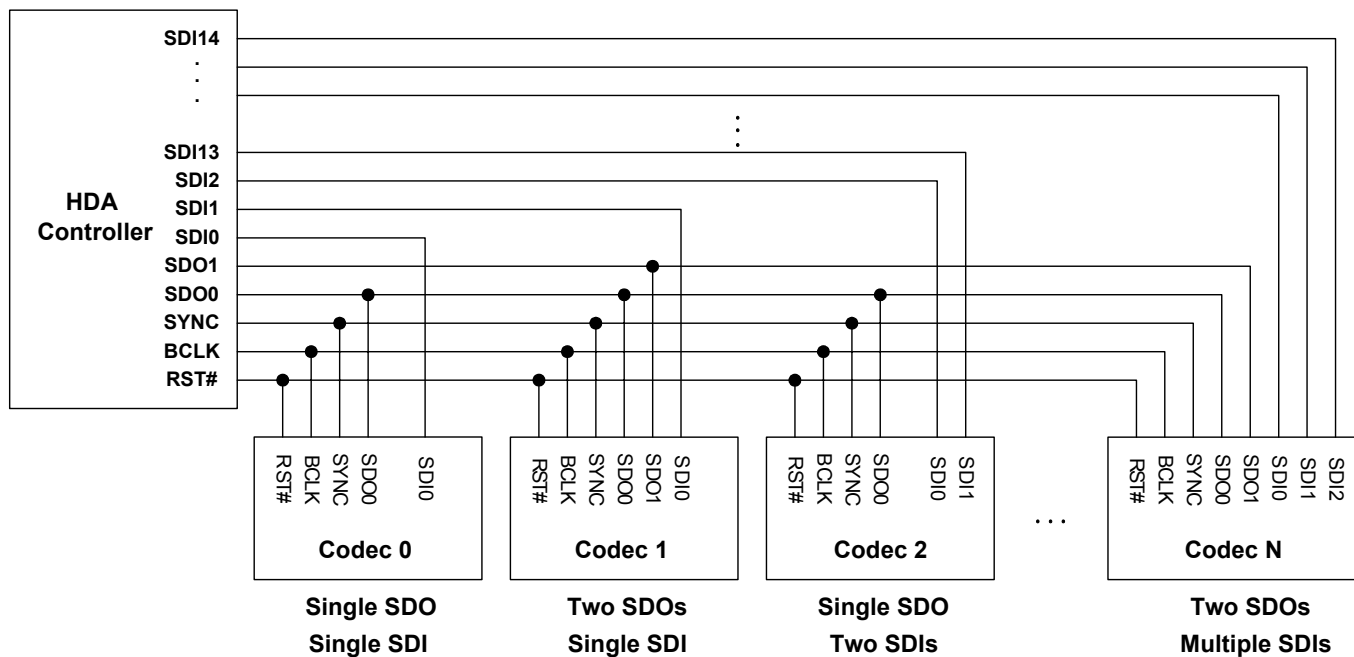 SDI14
.
.
.
SDI13
SDI2
SDI1
SDI0
SDO1
SDO0
SYNC
BCLK
RST#
HDA
Controller
RST#
BCLK
SYNC
SDO0
SDI0
Codec 0
Single SDO
Single SDI
RST#
BCLK
SYNC
SDO0
SDO1
SDI0
Codec 1
Two SDOs
Single SDI
RST#
BCLK
SYNC
SDO0
SDI0
SDI1
Codec 2
Single SDO
Two SDIs
. . .
RST#
BCLK
SYNC
SDO0
SDO1
SDI0
SDI1
SDI2
Codec N
Two SDOs
Multiple SDIs